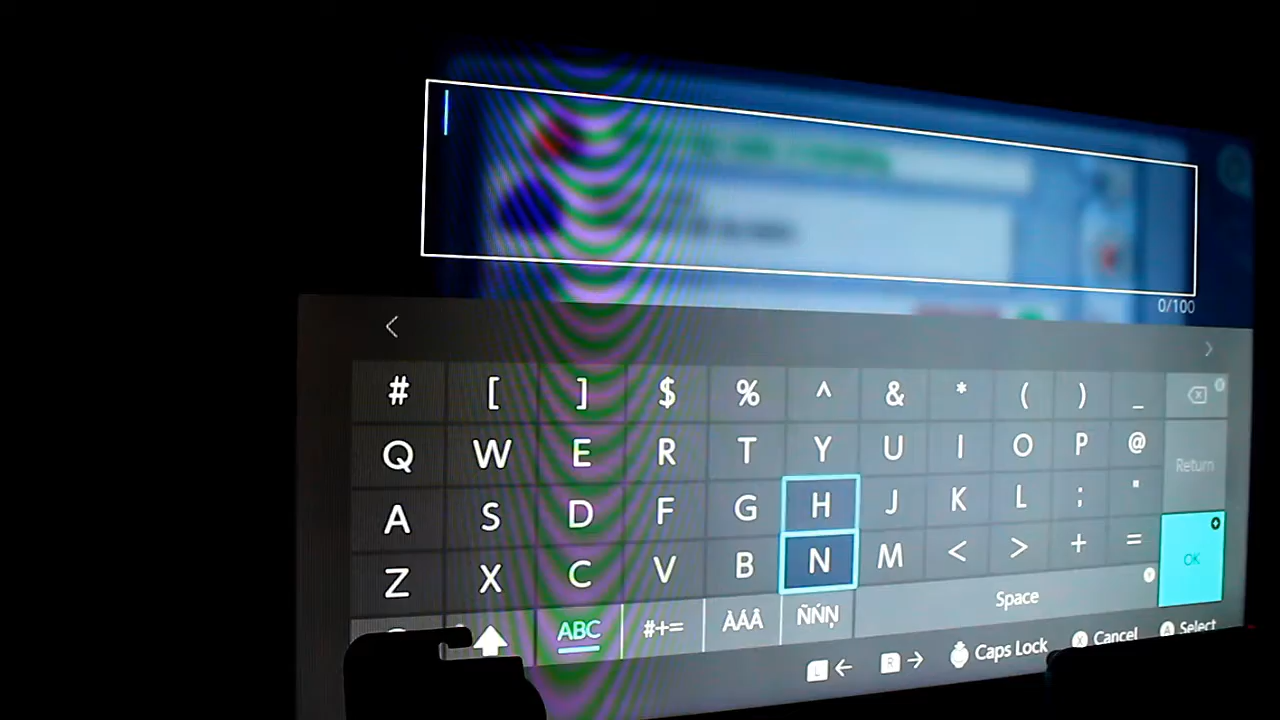 0/100
# [ ] $ % ^ & * ( ) _
Q W E R T Y U I O P @
Return
A S D F G H J K L ; "
Z X C V B N M < > + =
OK
ABC #+= ÀÁÂ ÑŃŅ Space
L ← R → Caps Lock X Cancel A Select